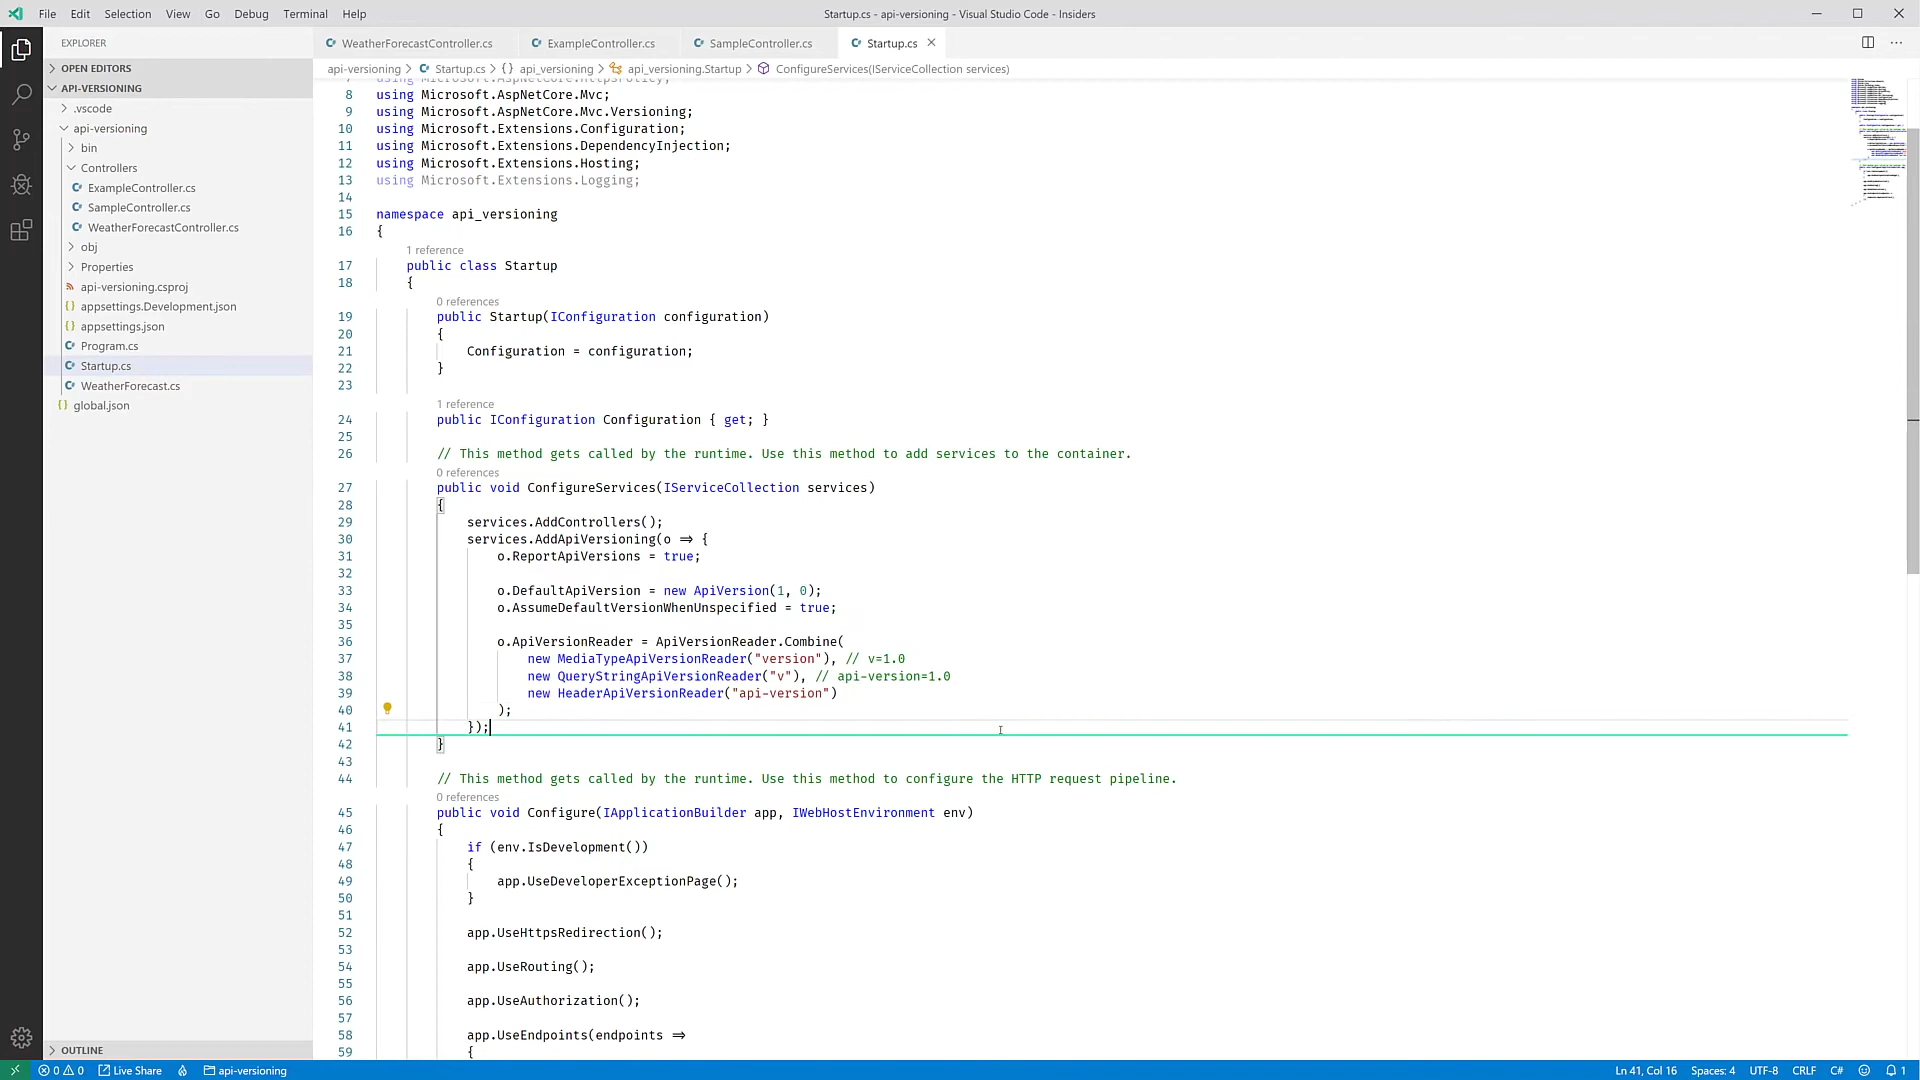 File Edit Selection View Go Debug Terminal Help
Startup.cs - api-versioning - Visual Studio Code - Insiders
EXPLORER
WeatherForecastController.cs
ExampleController.cs
SampleController.cs
Startup.cs
OPEN EDITORS
API-VERSIONING
.vscode
api-versioning
bin
Controllers
ExampleController.cs
SampleController.cs
WeatherForecastController.cs
obj
Properties
api-versioning.csproj
appsettings.Development.json
appsettings.json
Program.cs
Startup.cs
WeatherForecast.cs
global.json
OUTLINE
api-versioning > Startup.cs > {} api_versioning > api_versioning.Startup > ConfigureServices(IServiceCollection services)
7 using Microsoft.AspNetCore.HttpsPolicy;
8 using Microsoft.AspNetCore.Mvc;
9 using Microsoft.AspNetCore.Mvc.Versioning;
10 using Microsoft.Extensions.Configuration;
11 using Microsoft.Extensions.DependencyInjection;
12 using Microsoft.Extensions.Hosting;
13 using Microsoft.Extensions.Logging;
14
15 namespace api_versioning
16 {
1 reference
17 public class Startup
18 {
0 references
19 public Startup(IConfiguration configuration)
20 {
21 Configuration = configuration;
22 }
23
1 reference
24 public IConfiguration Configuration { get; }
25
26 // This method gets called by the runtime. Use this method to add services to the container.
0 references
27 public void ConfigureServices(IServiceCollection services)
28 {
29 services.AddControllers();
30 services.AddApiVersioning(o => {
31 o.ReportApiVersions = true;
32
33 o.DefaultApiVersion = new ApiVersion(1, 0);
34 o.AssumeDefaultVersionWhenUnspecified = true;
35
36 o.ApiVersionReader = ApiVersionReader.Combine(
37 new MediaTypeApiVersionReader("version"), // v=1.0
38 new QueryStringApiVersionReader("v"), // api-version=1.0
39 new HeaderApiVersionReader("api-version")
40 );
41 });
42 }
43
44 // This method gets called by the runtime. Use this method to configure the HTTP request pipeline.
0 references
45 public void Configure(IApplicationBuilder app, IWebHostEnvironment env)
46 {
47 if (env.IsDevelopment())
48 {
49 app.UseDeveloperExceptionPage();
50 }
51
52 app.UseHttpsRedirection();
53
54 app.UseRouting();
55
56 app.UseAuthorization();
57
58 app.UseEndpoints(endpoints =>
59 {
0 0 Live Share api-versioning
Ln 41, Col 16 Spaces: 4 UTF-8 CRLF C# 1